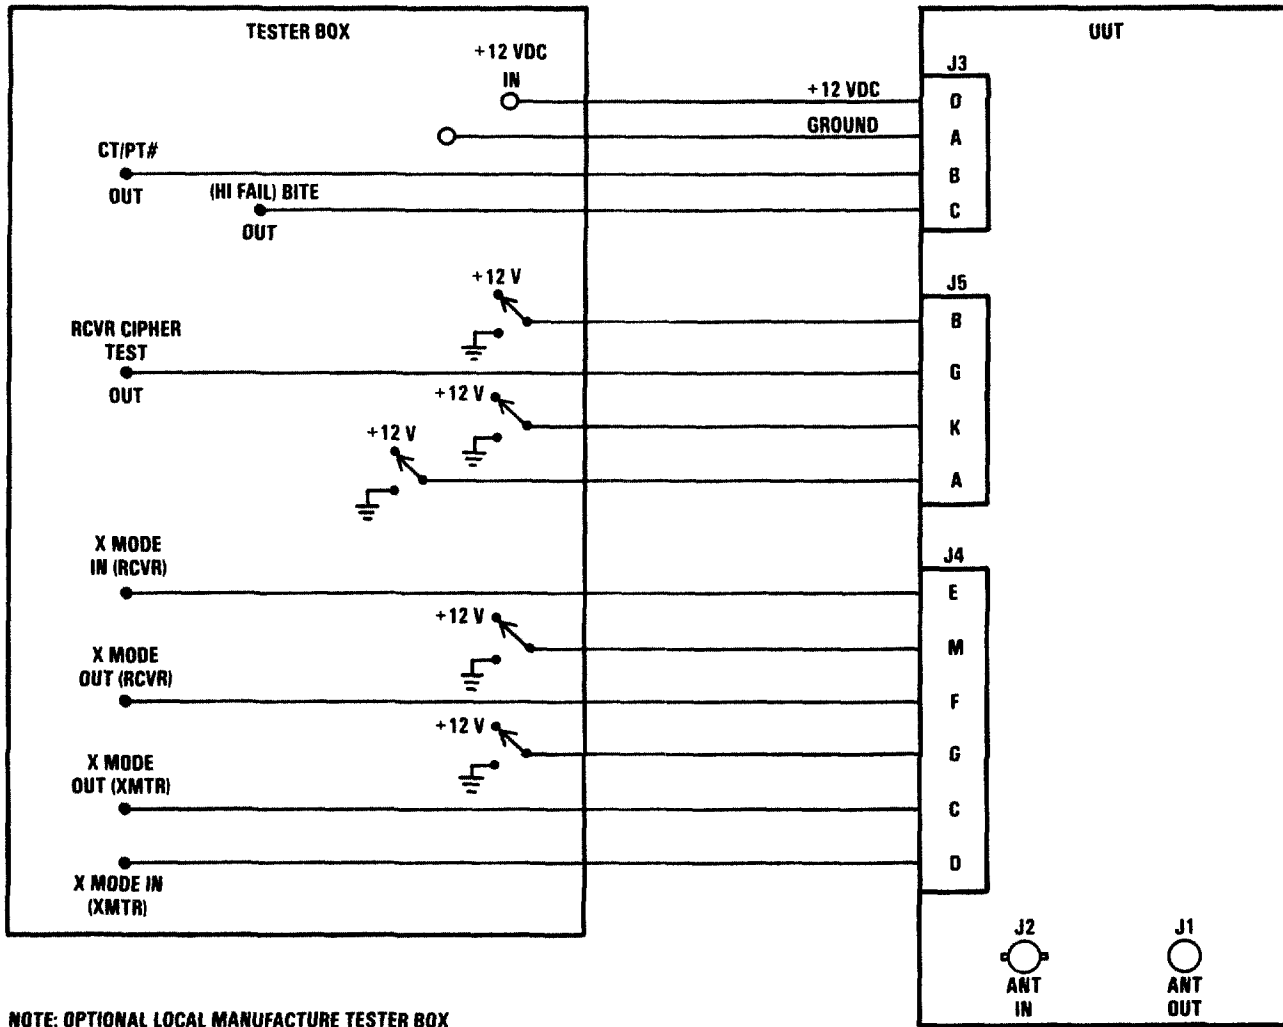 TESTER BOX
UUT
+12 VDC
IN
J3
+12 VDC
D
GROUND
A
CT/PT#
OUT
B
(HI FAIL) BITE
OUT
C
+12 V
J5
B
RCVR CIPHER
TEST
OUT
G
+12 V
K
+12 V
A
X MODE
IN (RCVR)
J4
E
+12 V
M
X MODE
OUT (RCVR)
F
+12 V
G
X MODE
OUT (XMTR)
C
D
X MODE IN
(XMTR)
J2
ANT
IN
J1
ANT
OUT
NOTE: OPTIONAL LOCAL MANUFACTURE TESTER BOX